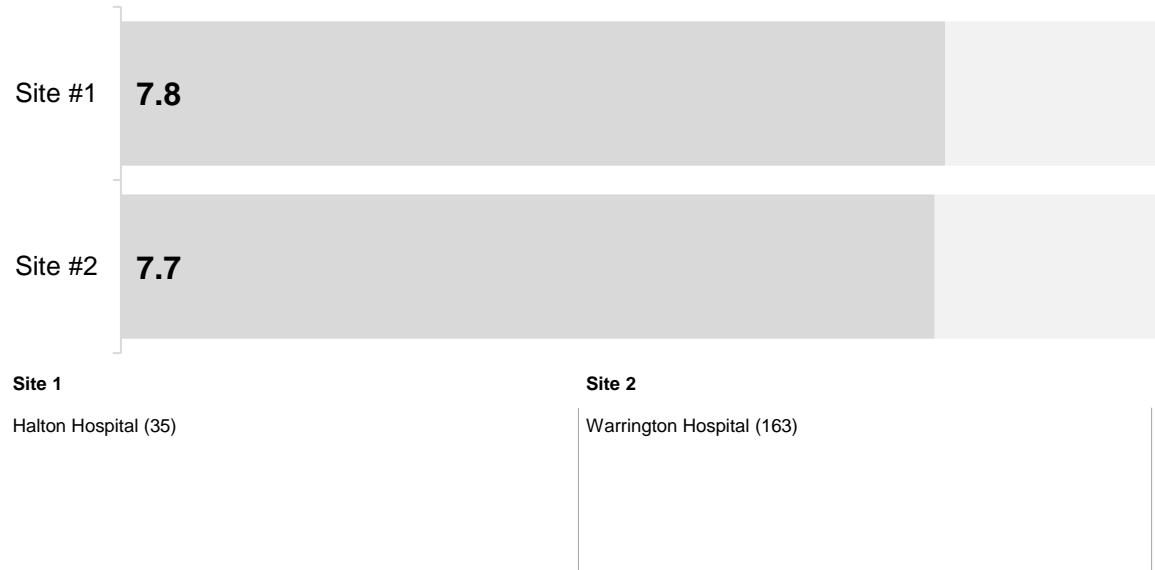 Site #1 7.8
Site #2 7.7
Site 1
Halton Hospital (35)
Site 2
Warrington Hospital (163)